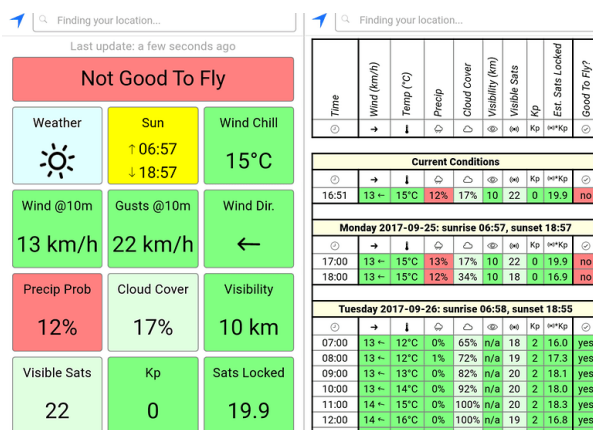 Finding your location...
Last update: a few seconds ago
Not Good To Fly
Weather
Sun
↑06:57
↓18:57
Wind Chill
15°C
Wind @10m
13 km/h
Gusts @10m
22 km/h
Wind Dir.
←
Precip Prob
12%
Cloud Cover
17%
Visibility
10 km
Visible Sats
22
Kp
0
Sats Locked
19.9
Finding your location...
Time Wind (km/h) Temp (°C) Precip Cloud Cover Visibility (km) Visible Sats Kp Est. Sats Locked Good To Fly?
Kp *Kp
Current Conditions
Kp *Kp
16:51 13 ← 15°C 12% 17% 10 22 0 19.9 no
Monday 2017-09-25: sunrise 06:57, sunset 18:57
Kp *Kp
17:00 13 ← 15°C 13% 17% 10 22 0 19.9 no
18:00 13 ← 15°C 12% 34% 10 18 0 16.9 no
Tuesday 2017-09-26: sunrise 06:58, sunset 18:55
Kp *Kp
07:00 13 ← 12°C 0% 65% n/a 18 2 16.0 yes
08:00 13 ← 12°C 1% 72% n/a 19 2 17.3 yes
09:00 13 ← 13°C 0% 82% n/a 20 2 18.1 yes
10:00 13 ← 14°C 0% 92% n/a 20 2 18.0 yes
11:00 14 ← 15°C 0% 100% n/a 20 2 18.3 yes
12:00 14 ← 16°C 0% 100% n/a 19 2 16.8 yes